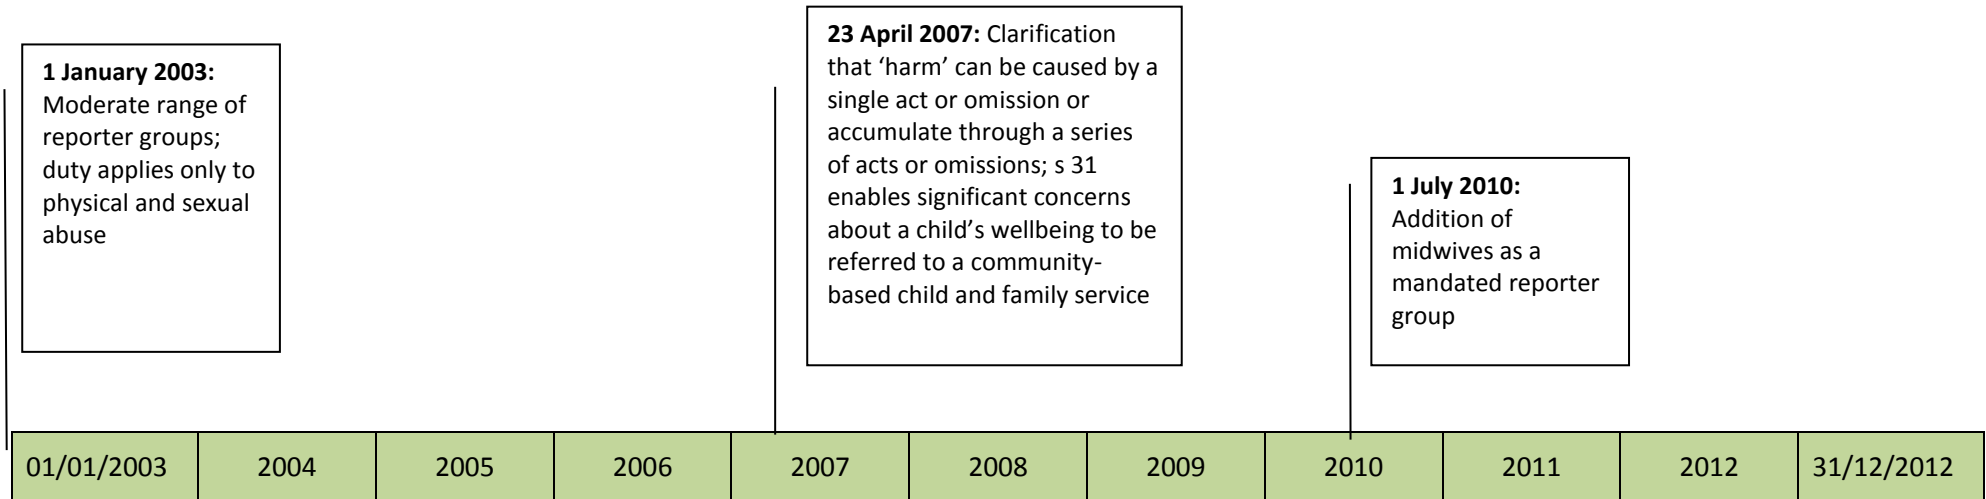 1 January 2003:
Moderate range of
reporter groups;
duty applies only to
physical and sexual
abuse
23 April 2007: Clarification
that ‘harm’ can be caused by a
single act or omission or
accumulate through a series
of acts or omissions; s 31
enables significant concerns
about a child’s wellbeing to be
referred to a community-
based child and family service
1 July 2010:
Addition of
midwives as a
mandated reporter
group
01/01/2003 2004 2005 2006 2007 2008 2009 2010 2011 2012 31/12/2012